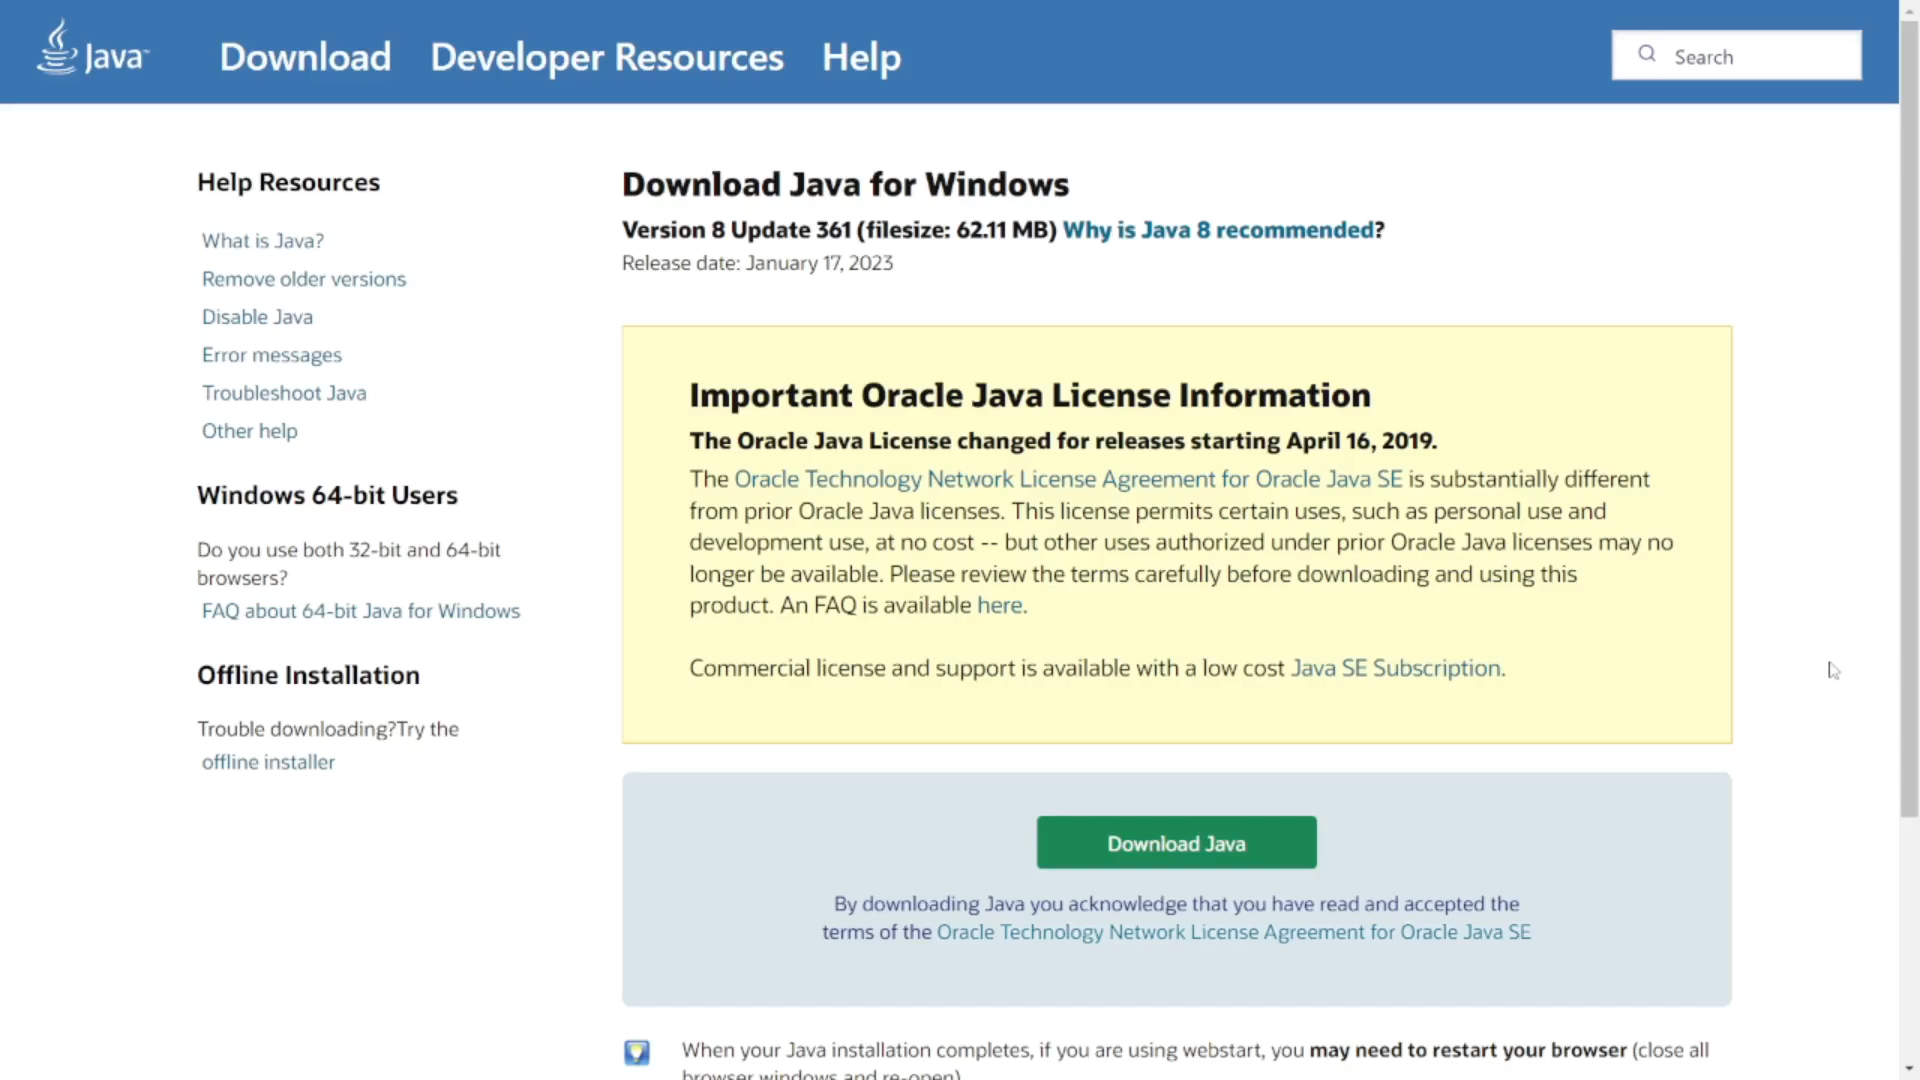 Java™
Download Developer Resources Help
Search
Help Resources
What is Java?
Remove older versions
Disable Java
Error messages
Troubleshoot Java
Other help
Windows 64-bit Users
Do you use both 32-bit and 64-bit
browsers?
FAQ about 64-bit Java for Windows
Offline Installation
Trouble downloading?Try the
offline installer
Download Java for Windows
Version 8 Update 361 (filesize: 62.11 MB) Why is Java 8 recommended?
Release date: January 17, 2023
Important Oracle Java License Information
The Oracle Java License changed for releases starting April 16, 2019.
The Oracle Technology Network License Agreement for Oracle Java SE is substantially different
from prior Oracle Java licenses. This license permits certain uses, such as personal use and
development use, at no cost -- but other uses authorized under prior Oracle Java licenses may no
longer be available. Please review the terms carefully before downloading and using this
product. An FAQ is available here.
Commercial license and support is available with a low cost Java SE Subscription.
Download Java
By downloading Java you acknowledge that you have read and accepted the
terms of the Oracle Technology Network License Agreement for Oracle Java SE
When your Java installation completes, if you are using webstart, you may need to restart your browser (close all
browser windows and re-open)